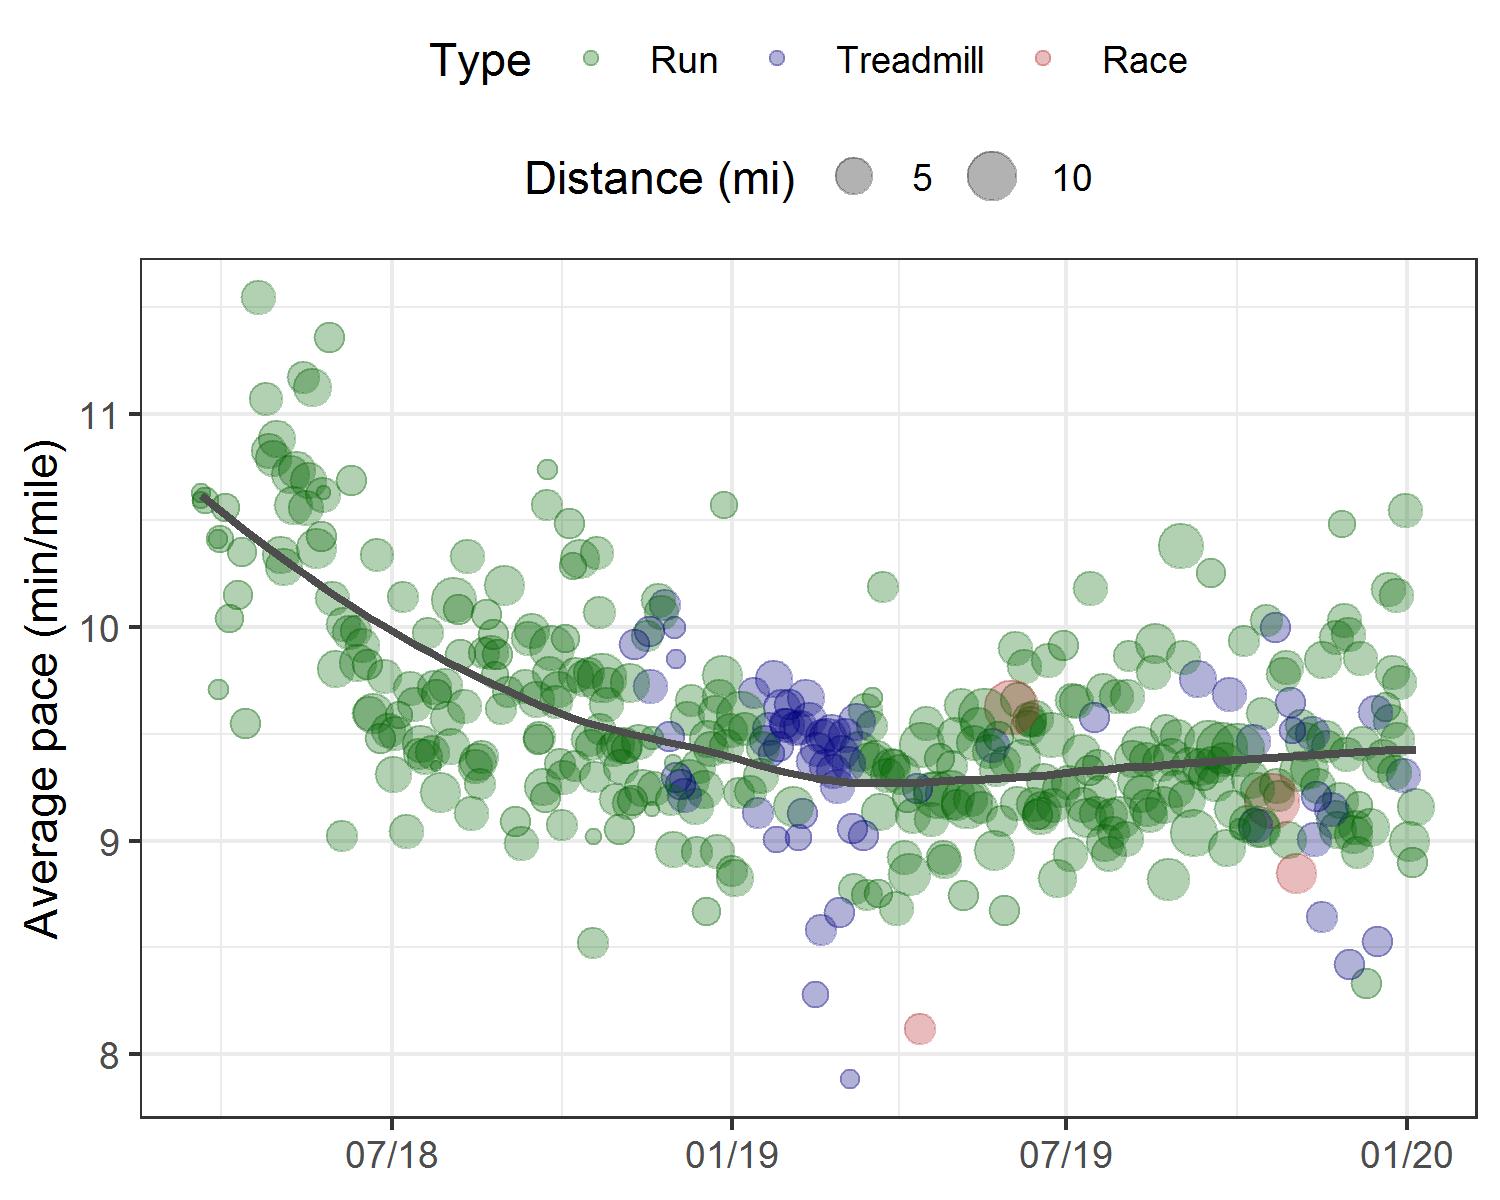 Type Run Treadmill Race
Distance (mi) 5 10
Average pace (min/mile)
11
10
9
8
07/18 01/19 07/19 01/20